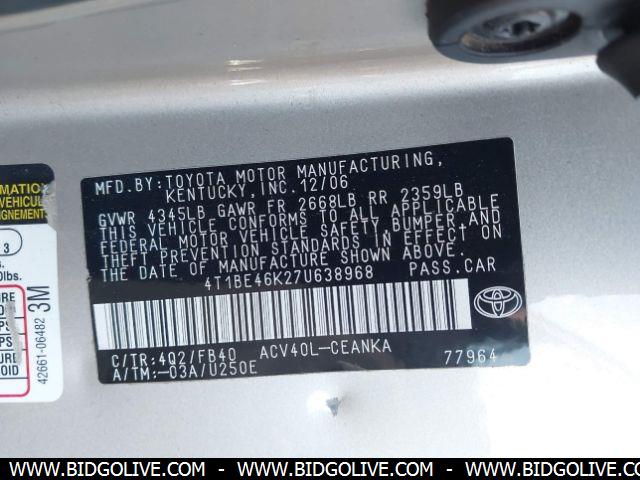 MFD.BY: TOYOTA MOTOR MANUFACTURING,
KENTUCKY, INC. 12/06
GVWR 4345LB GAWR FR 2668LB RR 2359LB
THIS VEHICLE CONFORMS TO ALL APPLICABLE
FEDERAL MOTOR VEHICLE SAFETY, BUMPER, AND
THEFT PREVENTION STANDARDS IN EFFECT ON
THE DATE OF MANUFACTURE SHOWN ABOVE.
4T1BE46K27U638968 PASS.CAR
C/TR:4Q2/FB40 ACV40L-CEANKA
A/TM:-03A/U250E 77964
TOYOTA
VEHICLE
3
3M
42661-06482
WWW.BIDGOLIVE.COM - WWW.BIDGOLIVE.COM - WWW.BIDGOLIVE.COM